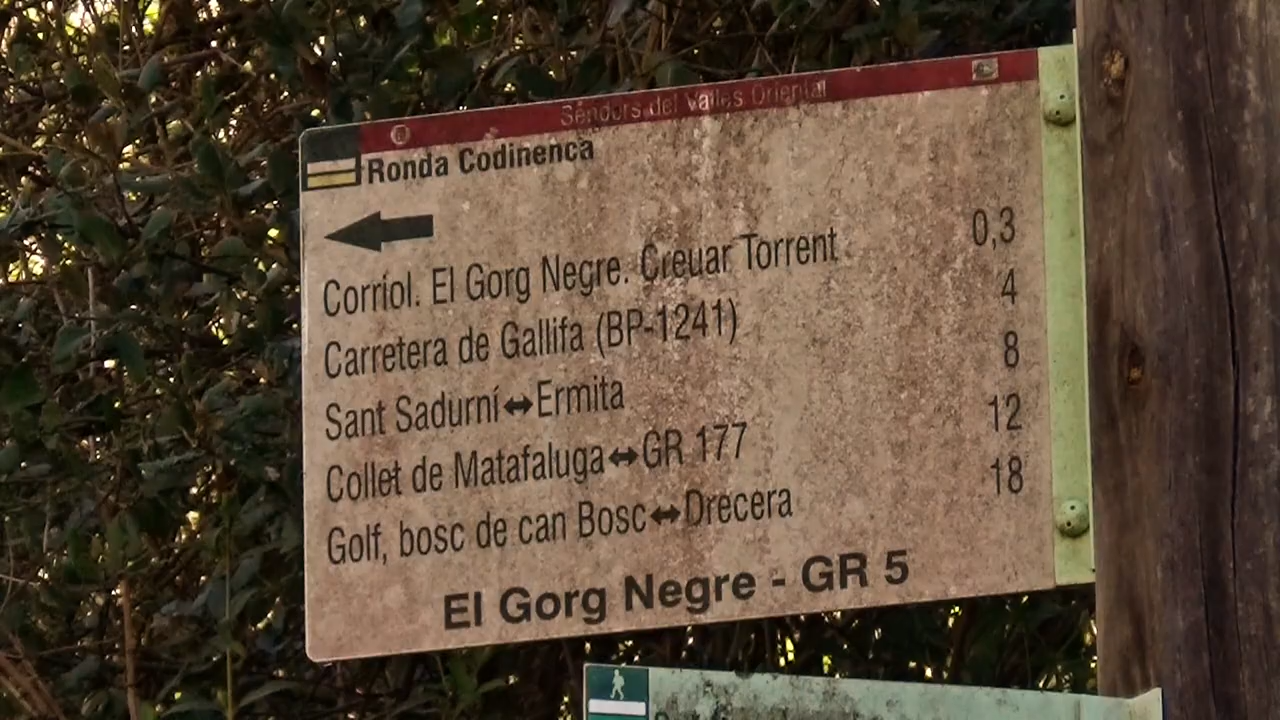 Senders del Vallès Oriental
Ronda Codinenca
Corriol. El Gorg Negre. Creuar Torrent 0,3
Carretera de Gallifa (BP-1241) 4
Sant Sadurní↔Ermita 8
Collet de Matafaluga↔GR 177 12
Golf, bosc de can Bosc↔Drecera 18
El Gorg Negre - GR 5